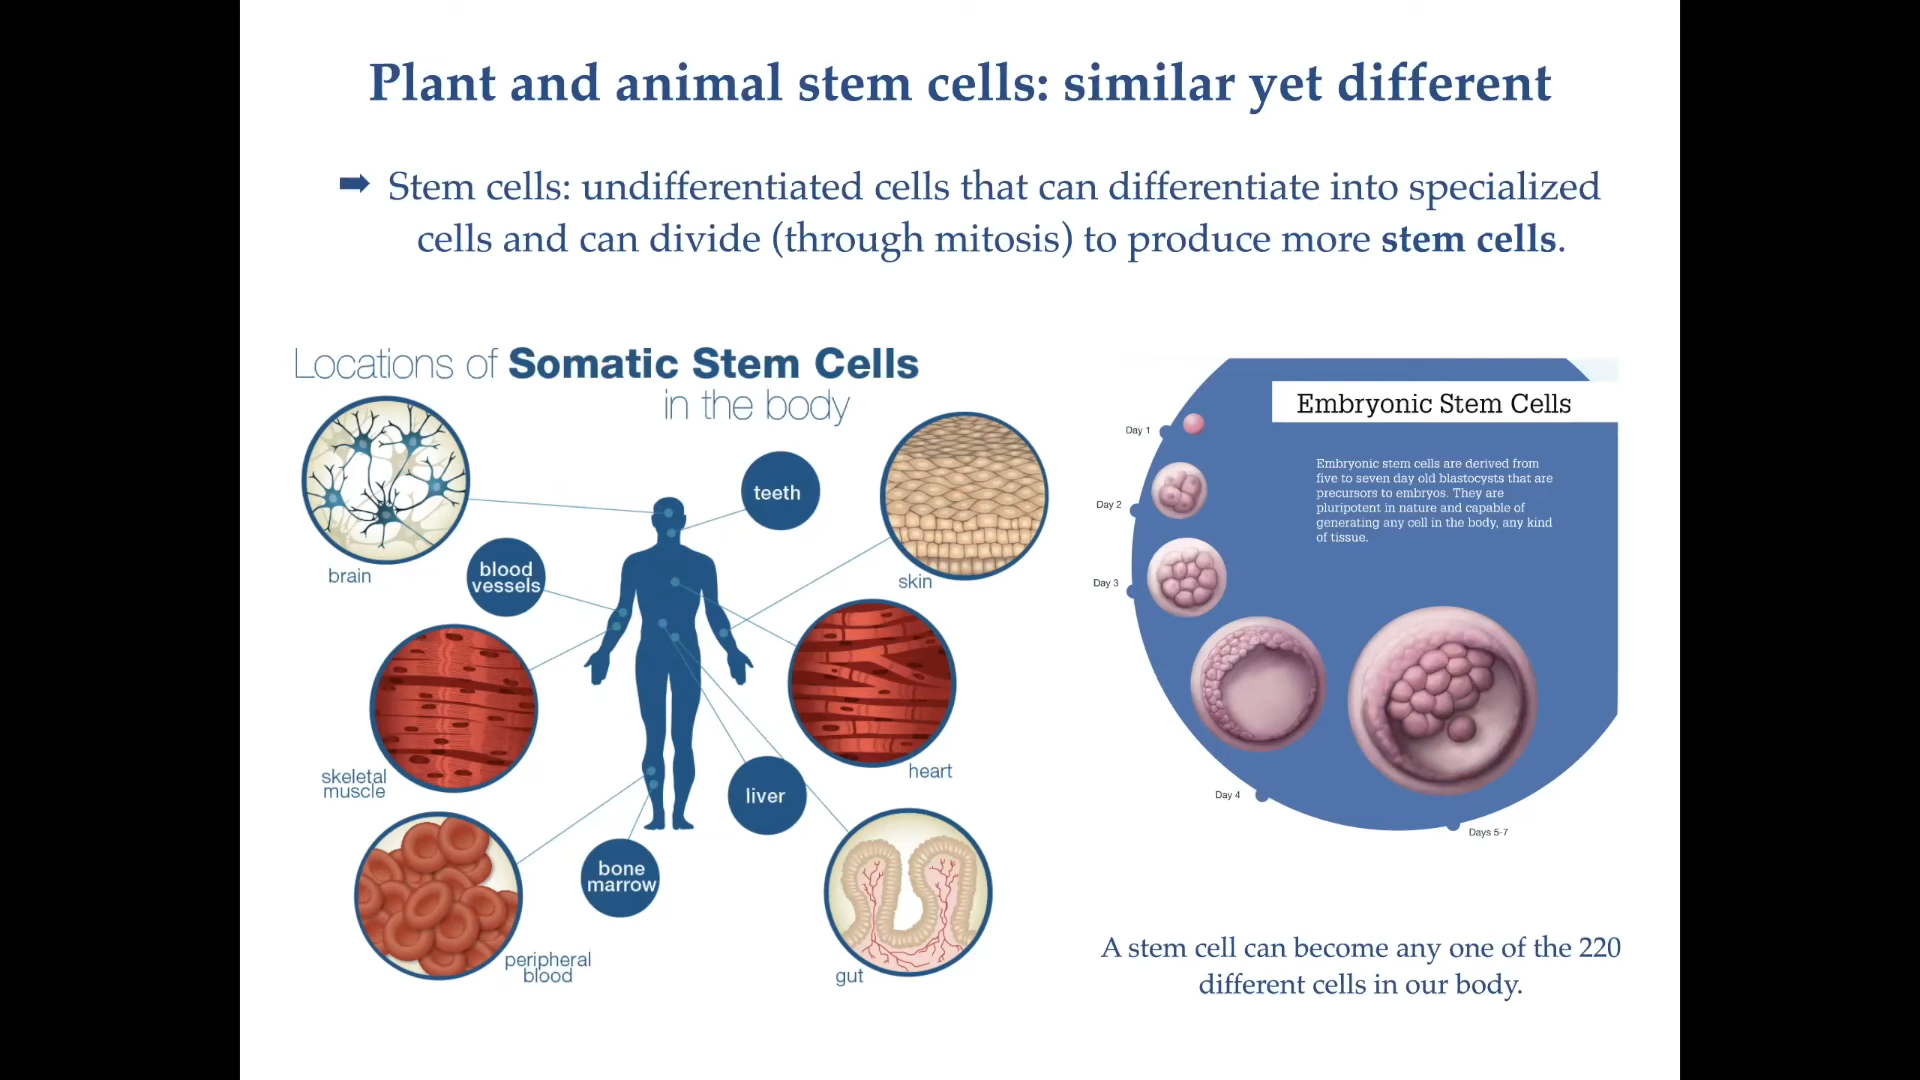 Plant and animal stem cells: similar yet different
➡ Stem cells: undifferentiated cells that can differentiate into specialized
cells and can divide (through mitosis) to produce more stem cells.
Locations of Somatic Stem Cells
in the body
brain
blood
vessels
teeth
skin
skeletal
muscle
heart
liver
peripheral
blood
bone
marrow
gut
Embryonic Stem Cells
Embryonic stem cells are derived from
five to seven day old blastocysts that are
precursors to embryos. They are
pluripotent in nature and capable of
generating any cell in the body, any kind
of tissue.
Day 1
Day 2
Day 3
Day 4
Days 5-7
A stem cell can become any one of the 220
different cells in our body.